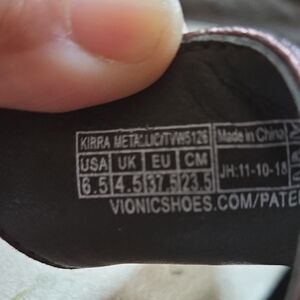 KIRRA METALLIC/TVW5126 Made in China
USA UK EU CM
6.5 4.5 37.5 23.5 JH:11-10-18
VIONICSHOES.COM/PATE